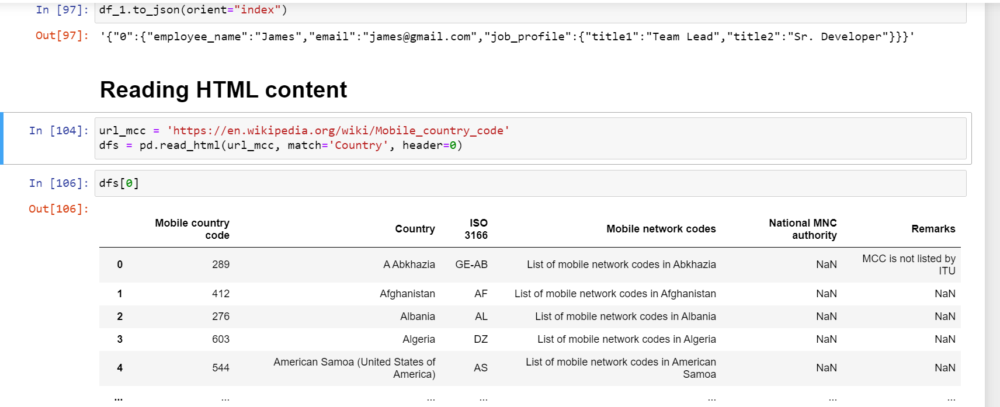 In [97]: df_1.to_json(orient="index")
Out[97]: '{"0":{"employee_name":"James","email":"james@gmail.com","job_profile":{"title1":"Team Lead","title2":"Sr. Developer"}}}'
Reading HTML content
In [104]: url_mcc = 'https://en.wikipedia.org/wiki/Mobile_country_code'
dfs = pd.read_html(url_mcc, match='Country', header=0)
In [106]: dfs[0]
Out[106]:
Mobile country code Country ISO 3166 Mobile network codes National MNC authority Remarks
0 289 A Abkhazia GE-AB List of mobile network codes in Abkhazia NaN MCC is not listed by ITU
1 412 Afghanistan AF List of mobile network codes in Afghanistan NaN NaN
2 276 Albania AL List of mobile network codes in Albania NaN NaN
3 603 Algeria DZ List of mobile network codes in Algeria NaN NaN
4 544 American Samoa (United States of America) AS List of mobile network codes in American Samoa NaN NaN
... ... ... ... ... ... ...